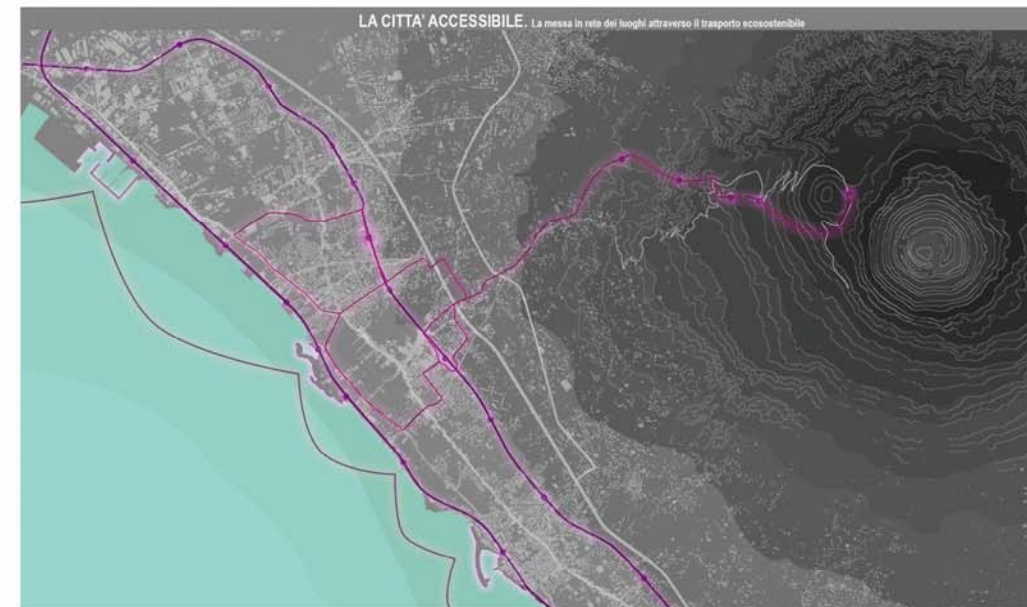 LA CITTA' ACCESSIBILE. La messa in rete dei luoghi attraverso il trasporto ecosostenibile